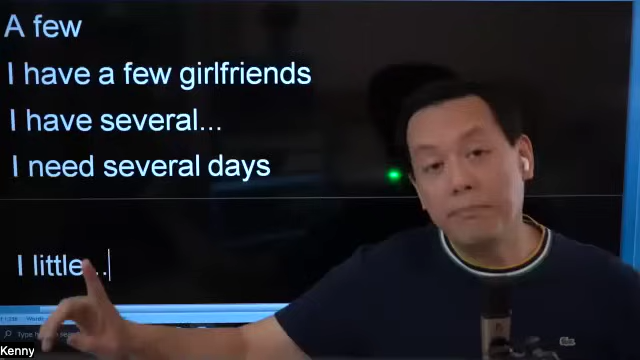 A few
I have a few girlfriends
I have several...
I need several days
I little...
Kenny